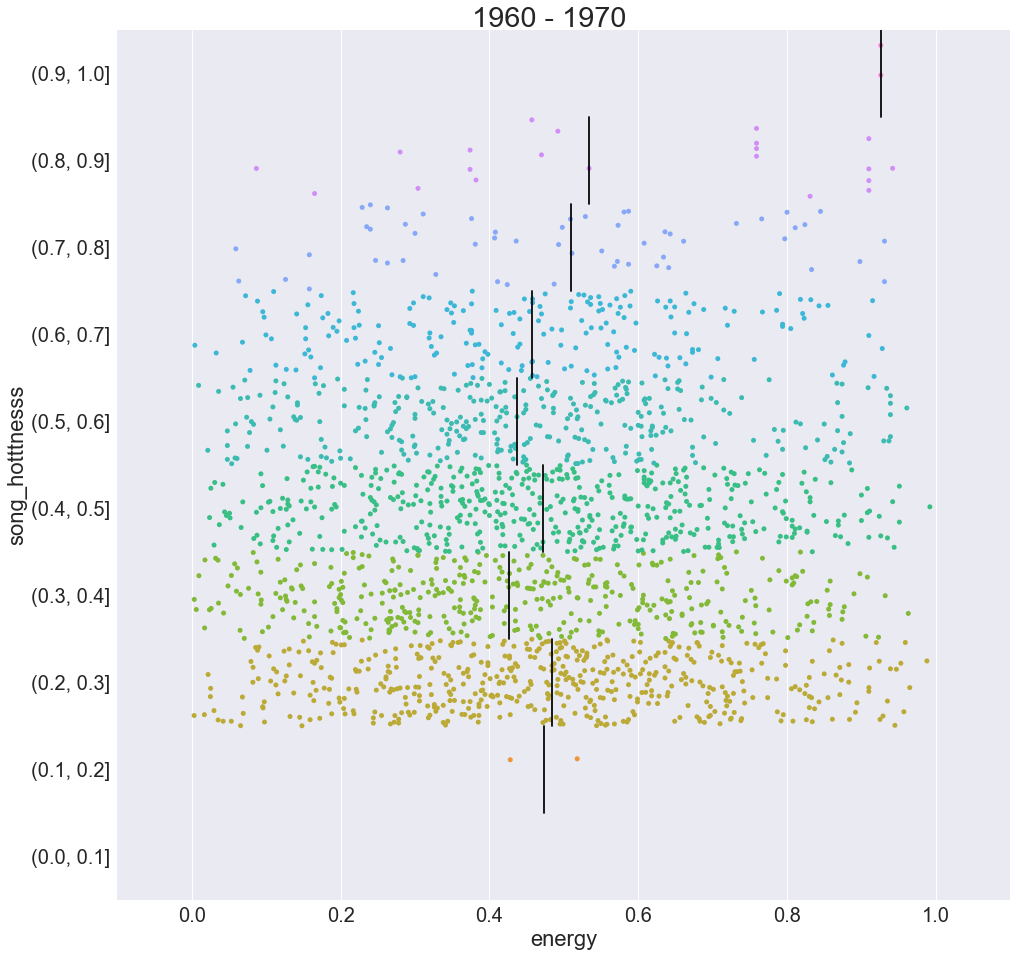 1960 - 1970
(0.9, 1.0]
(0.8, 0.9]
(0.7, 0.8]
(0.6, 0.7]
(0.5, 0.6]
(0.4, 0.5]
(0.3, 0.4]
(0.2, 0.3]
(0.1, 0.2]
(0.0, 0.1]
song_hotttnesss
0.0 0.2 0.4 0.6 0.8 1.0
energy